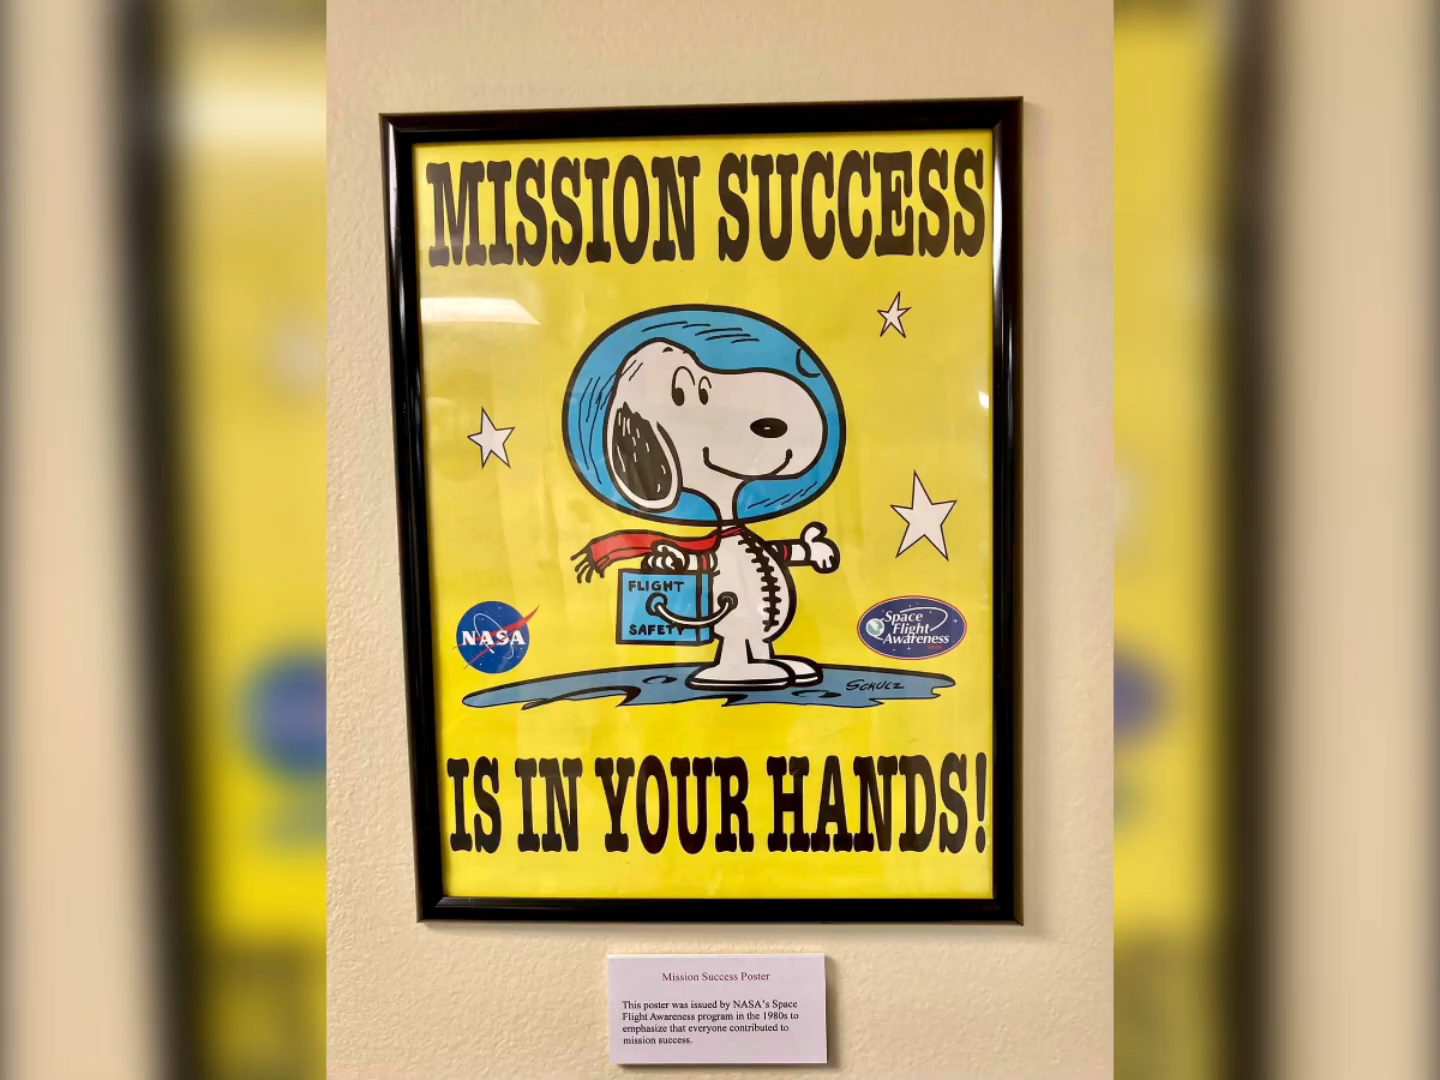 MISSION SUCCESS
FLIGHT
SAFETY
NASA
Space
Flight
Awareness
SCHULZ
IS IN YOUR HANDS!
Mission Success Poster
This poster was issued by NASA's Space
Flight Awareness program in the 1980s to
emphasize that everyone contributed to
mission success.